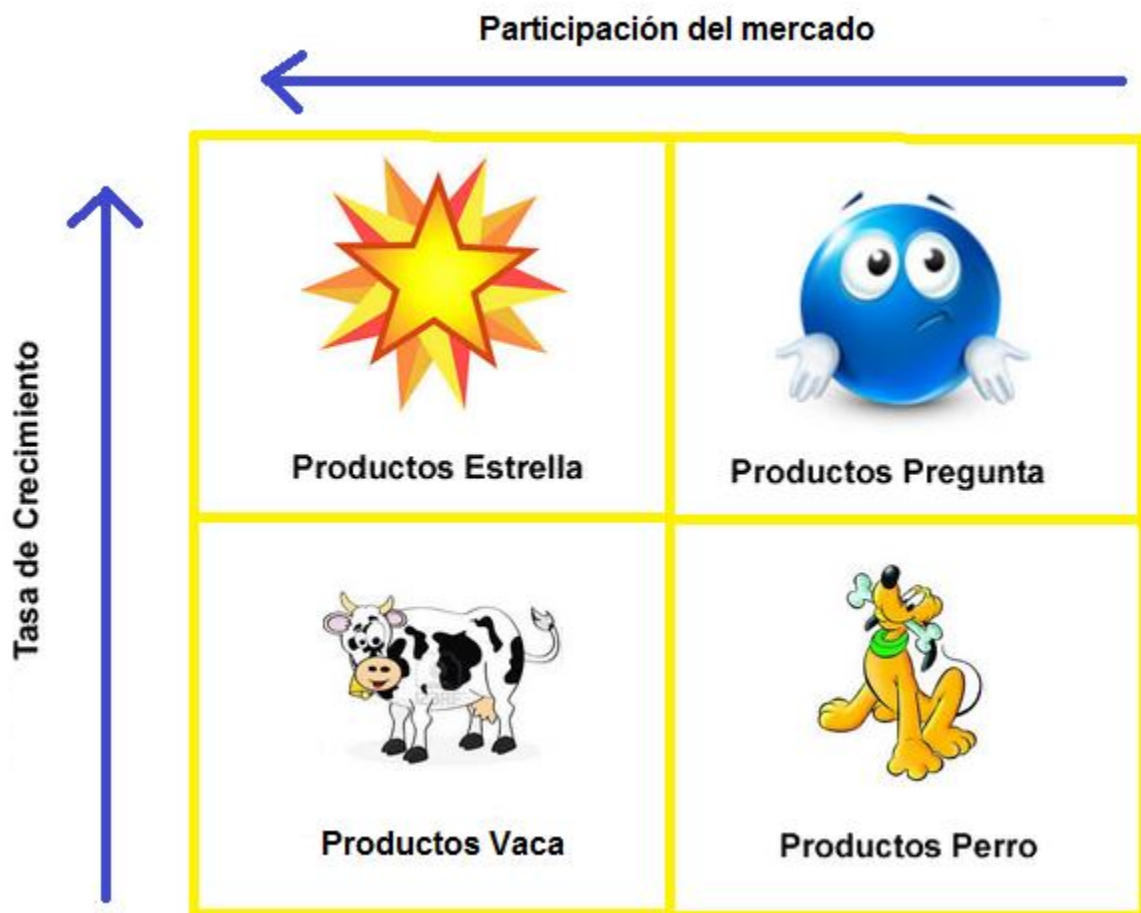 Participación del mercado
Tasa de Crecimiento
Productos Estrella
Productos Pregunta
Productos Vaca
Productos Perro